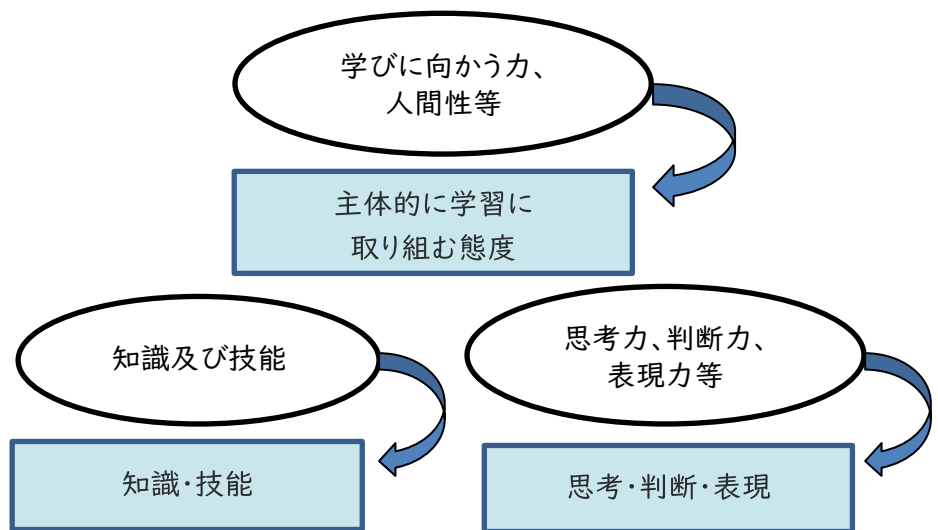 学びに向かう力、
人間性等
主体的に学習に
取り組む態度
知識及び技能
思考力、判断力、
表現力等
知識・技能
思考・判断・表現